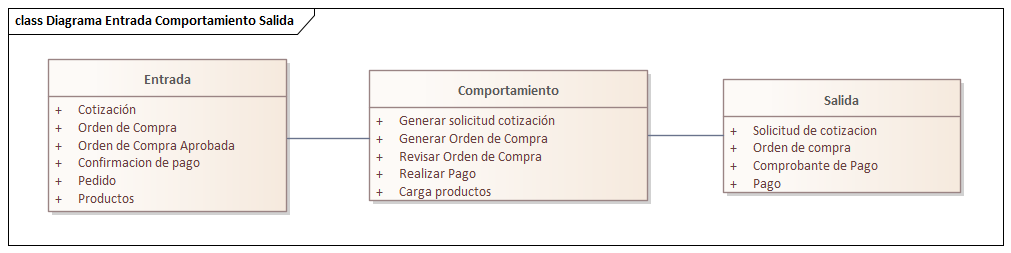 class Diagrama Entrada Comportamiento Salida
Entrada
+ Cotización
+ Orden de Compra
+ Orden de Compra Aprobada
+ Confirmacion de pago
+ Pedido
+ Productos
Comportamiento
+ Generar solicitud cotización
+ Generar Orden de Compra
+ Revisar Orden de Compra
+ Realizar Pago
+ Carga productos
Salida
+ Solicitud de cotizacion
+ Orden de compra
+ Comprobante de Pago
+ Pago